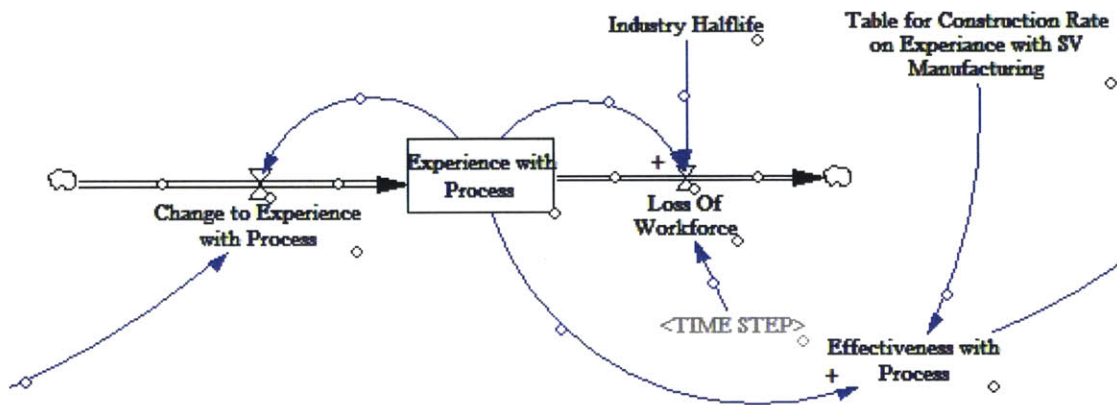 Industry Halflife
Table for Construction Rate
on Experiance with SV
Manufacturing
+
Experience with
Process
Change to Experience
with Process
Loss Of
Workforce
<TIME STEP>
Effectiveness with
+
Process